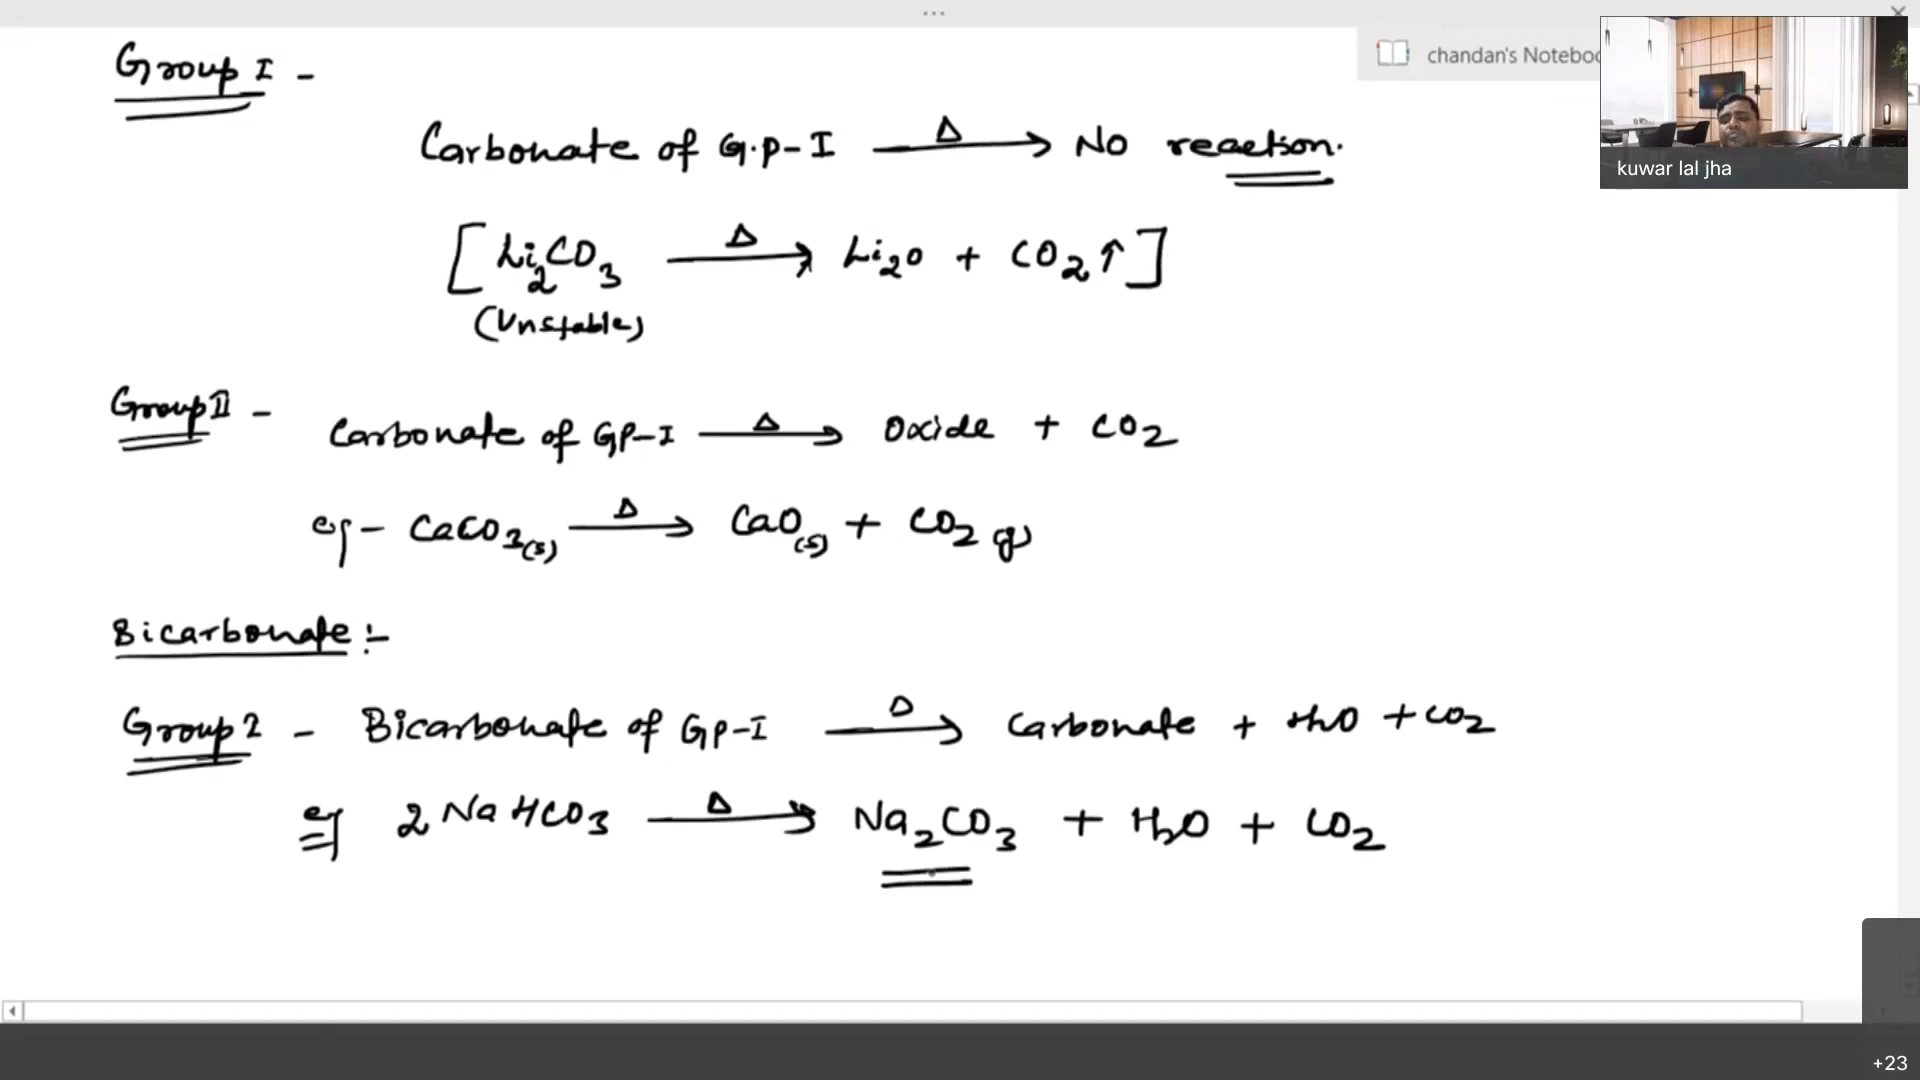 Group I -
chandan's Noteboo
kuwar lal jha
Carbonate of G.P-I —Δ→ No reaction.
[Li₂CO₃ —Δ→ Li₂O + CO₂↑]
(Unstable)
Group II -
Carbonate of GP-I —Δ→ Oxide + CO₂
eg - CaCO₃(s) —Δ→ CaO(s) + CO₂(g)
Bicarbonate :-
Group 2 - Bicarbonate of GP-I —Δ→ Carbonate + H₂O + CO₂
eg 2NaHCO₃ —Δ→ Na₂CO₃ + H₂O + CO₂
+23